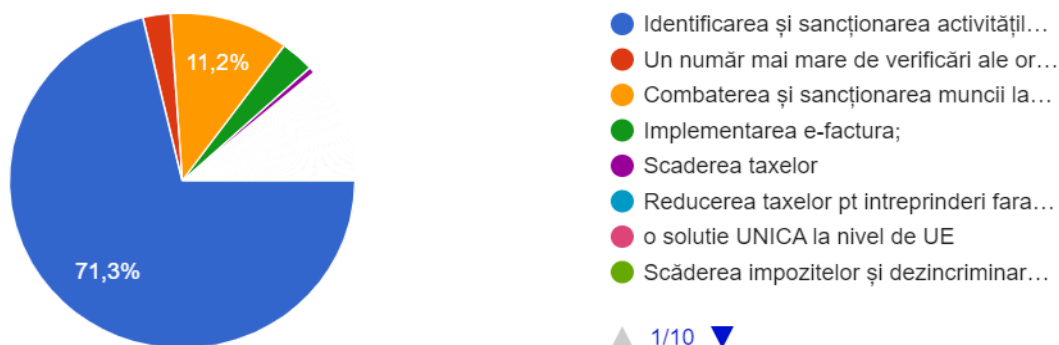 11,2%
71,3%
Identificarea și sancționarea activităţil…
Un număr mai mare de verificări ale or…
Combaterea și sancționarea muncii la…
Implementarea e-factura;
Scaderea taxelor
Reducerea taxelor pt intreprinderi fara…
o solutie UNICA la nivel de UE
Scăderea impozitelor și dezincriminar…
1/10